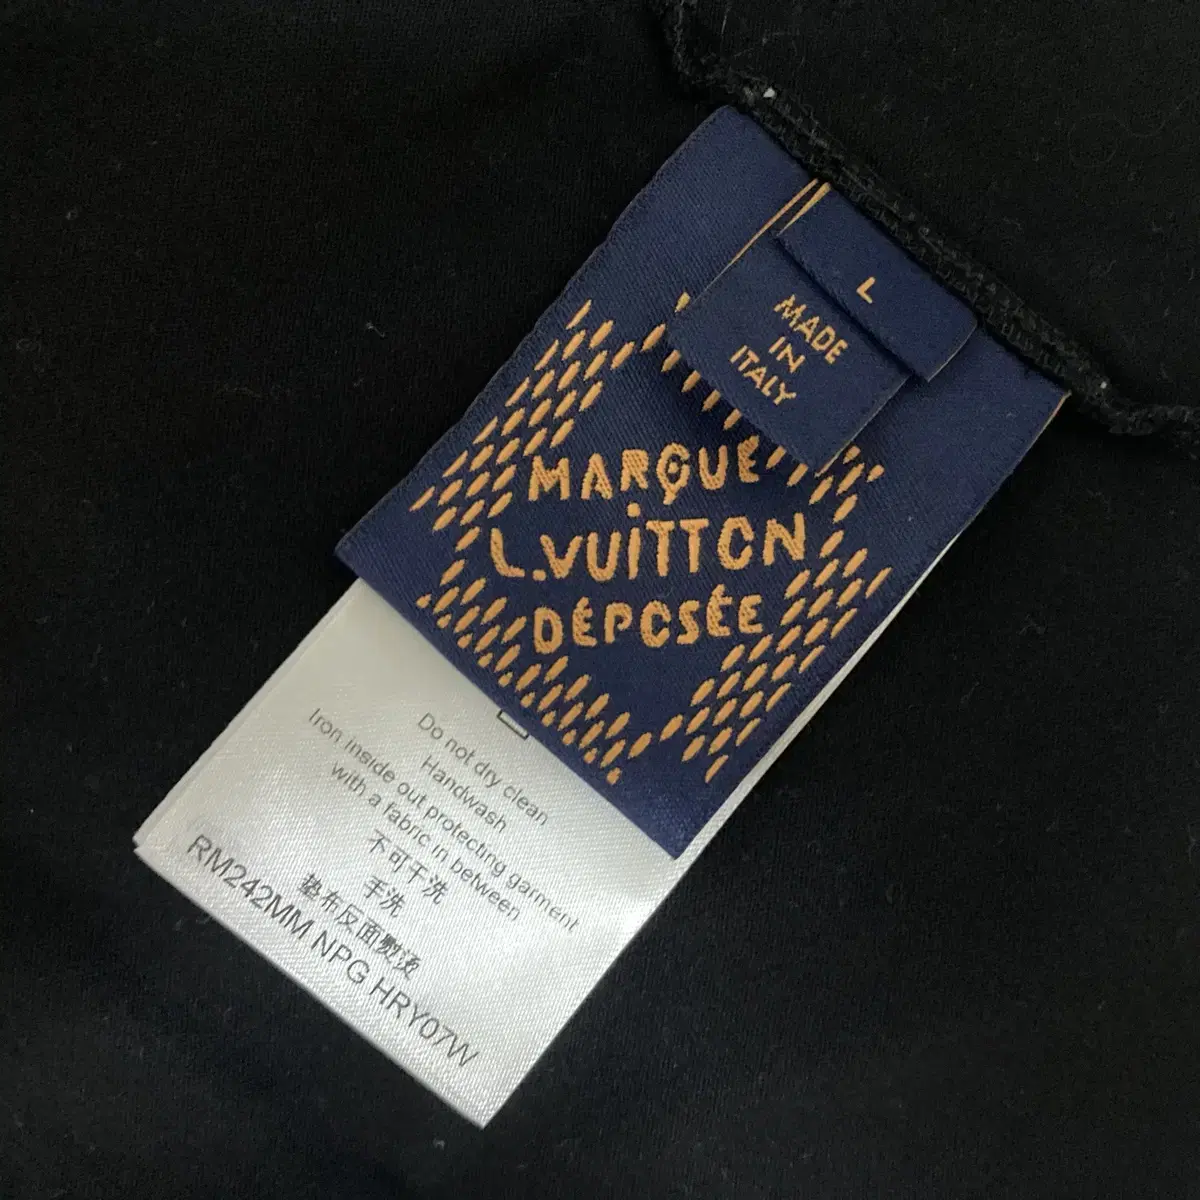 L
MADE
IN
ITALY
MARQUE
L.VUITTON
DÉPOSÉE
Do not dry clean
Handwash
Iron inside out protecting garment
with a fabric in between
不可干洗
手洗
垫布反面熨烫
RM242MM NPG HRY07W